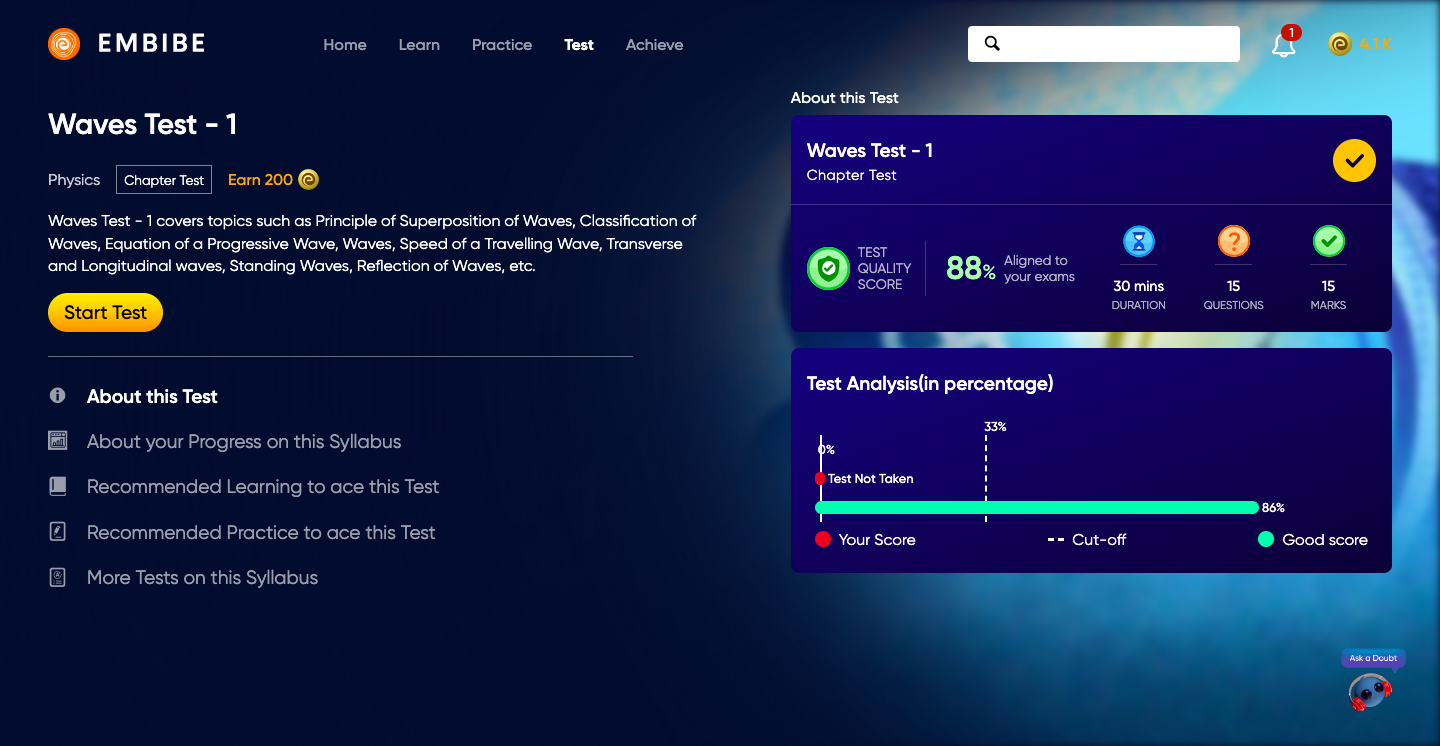 EMBIBE
Home Learn Practice Test Achieve
1
4.1 K
Waves Test - 1
Physics Chapter Test Earn 200
Waves Test - 1 covers topics such as Principle of Superposition of Waves, Classification of
Waves, Equation of a Progressive Wave, Waves, Speed of a Travelling Wave, Transverse
and Longitudinal waves, Standing Waves, Reflection of Waves, etc.
Start Test
About this Test
About your Progress on this Syllabus
Recommended Learning to ace this Test
Recommended Practice to ace this Test
More Tests on this Syllabus
About this Test
Waves Test - 1
Chapter Test
TEST
QUALITY
SCORE
88%
Aligned to
your exams
30 mins
DURATION
15
QUESTIONS
15
MARKS
Test Analysis(in percentage)
33%
0%
Test Not Taken
86%
Your Score Cut-off Good score
Ask a Doubt